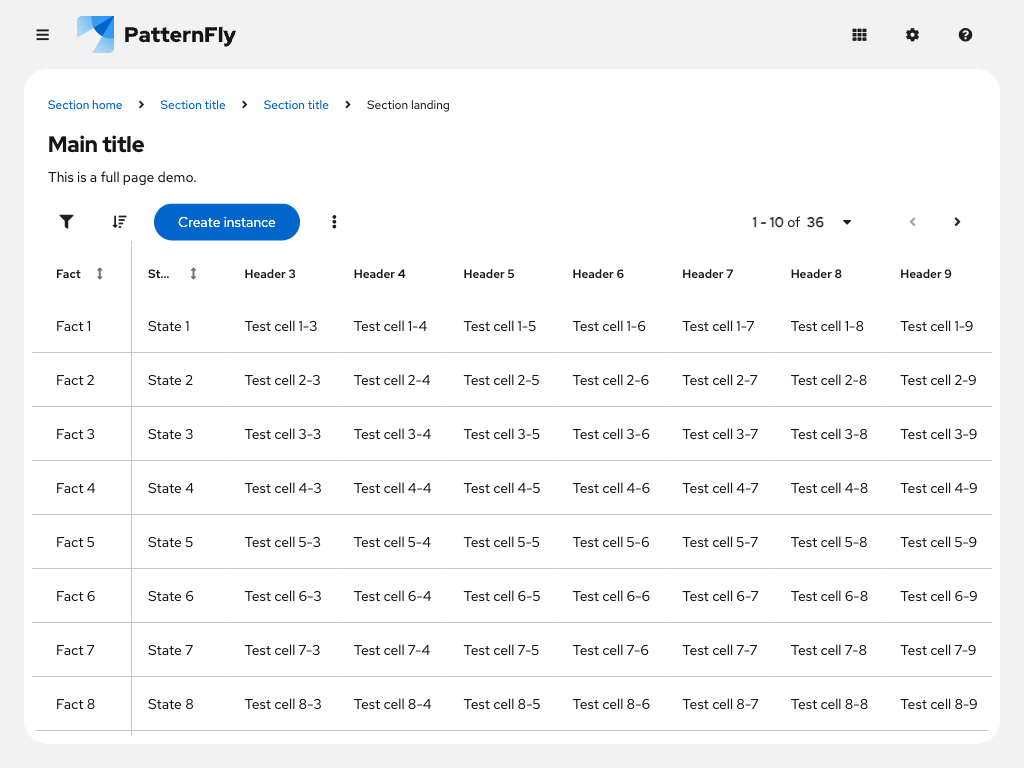 PatternFly
Section home Section title Section title Section landing
Main title
This is a full page demo.
Create instance 1 - 10 of 36
Fact St... Header 3 Header 4 Header 5 Header 6 Header 7 Header 8 Header 9
Fact 1 State 1 Test cell 1-3 Test cell 1-4 Test cell 1-5 Test cell 1-6 Test cell 1-7 Test cell 1-8 Test cell 1-9
Fact 2 State 2 Test cell 2-3 Test cell 2-4 Test cell 2-5 Test cell 2-6 Test cell 2-7 Test cell 2-8 Test cell 2-9
Fact 3 State 3 Test cell 3-3 Test cell 3-4 Test cell 3-5 Test cell 3-6 Test cell 3-7 Test cell 3-8 Test cell 3-9
Fact 4 State 4 Test cell 4-3 Test cell 4-4 Test cell 4-5 Test cell 4-6 Test cell 4-7 Test cell 4-8 Test cell 4-9
Fact 5 State 5 Test cell 5-3 Test cell 5-4 Test cell 5-5 Test cell 5-6 Test cell 5-7 Test cell 5-8 Test cell 5-9
Fact 6 State 6 Test cell 6-3 Test cell 6-4 Test cell 6-5 Test cell 6-6 Test cell 6-7 Test cell 6-8 Test cell 6-9
Fact 7 State 7 Test cell 7-3 Test cell 7-4 Test cell 7-5 Test cell 7-6 Test cell 7-7 Test cell 7-8 Test cell 7-9
Fact 8 State 8 Test cell 8-3 Test cell 8-4 Test cell 8-5 Test cell 8-6 Test cell 8-7 Test cell 8-8 Test cell 8-9